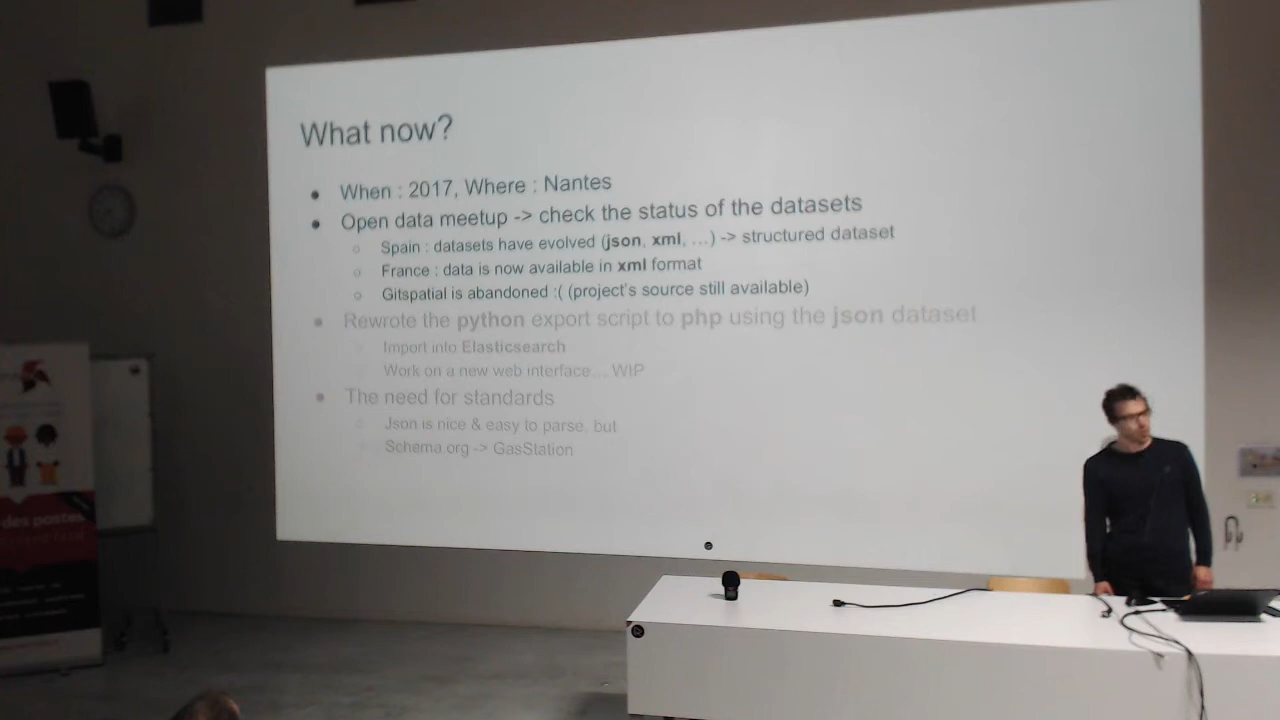 What now?
When : 2017, Where : Nantes
Open data meetup -> check the status of the datasets
Spain : datasets have evolved (json, xml, ...) -> structured dataset
France : data is now available in xml format
Gitspatial is abandoned :( (project's source still available)
Rewrote the python export script to php using the json dataset
Import into Elasticsearch
Work on a new web interface... WIP
The need for standards
Json is nice & easy to parse, but
Schema.org -> GasStation
des postes